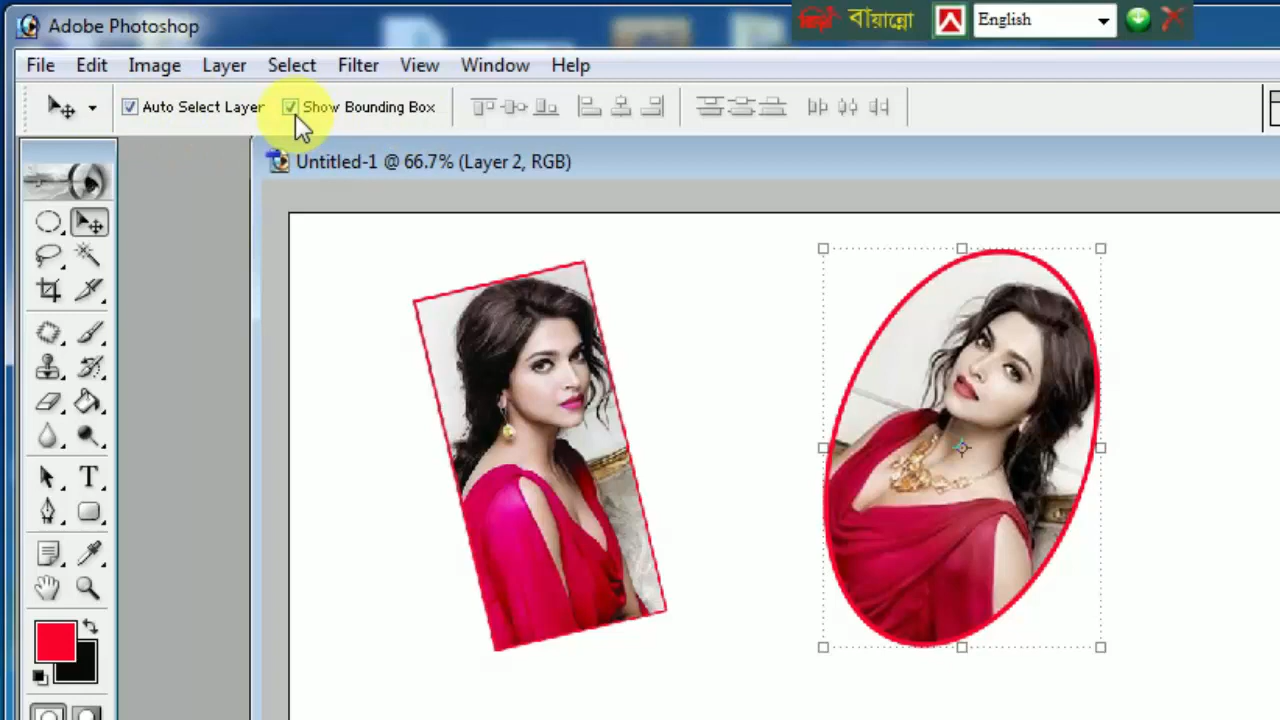 Adobe Photoshop
বায়ান্নো
English
File Edit Image Layer Select Filter View Window Help
Auto Select Layer Show Bounding Box
Untitled-1 @ 66.7% (Layer 2, RGB)
T